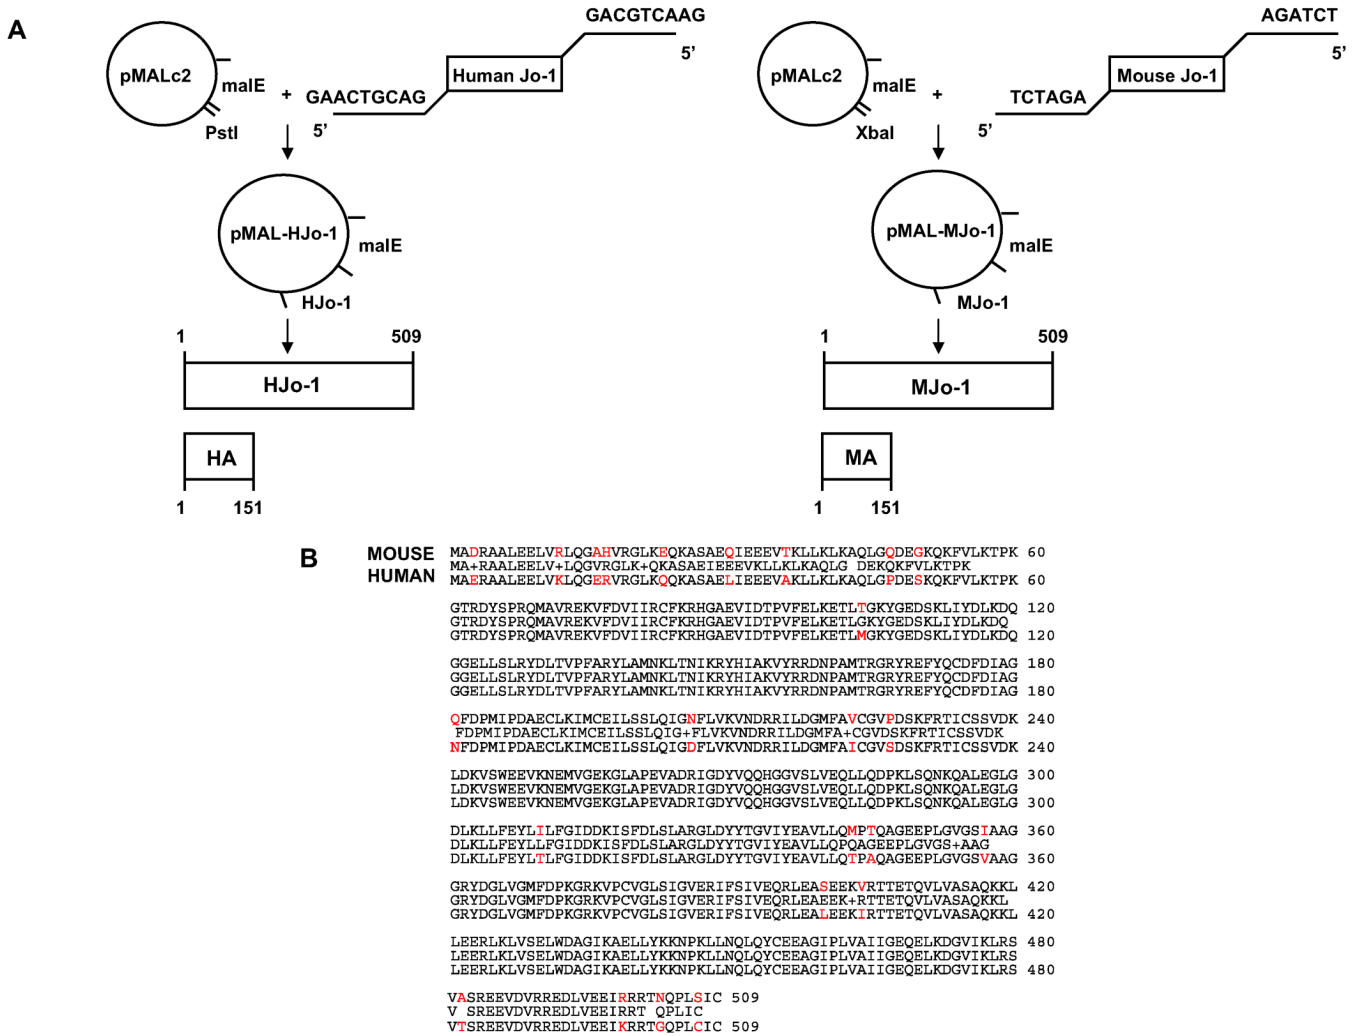 A
pMALc2
malE
PstI
+
GAACTGCAG
5’
Human Jo-1
GACGTCAAG
5’
pMAL-HJo-1
malE
HJo-1
1 509
HJo-1
HA
1 151
pMALc2
malE
XbaI
+
TCTAGA
5’
Mouse Jo-1
AGATCT
5’
pMAL-MJo-1
malE
MJo-1
1 509
MJo-1
MA
1 151
B
MOUSE MADRAALEELVRLQGAHVRGLKEQKASAEQIEEEVTKLLKLKAQLGQDEGKQKFVLKTPK 60
MA+RAALEELV+LQGVRGLK+QKASAEIEEEVKLLKLKAQLG DEKQKFVLKTPK
HUMAN MAERAALEELVKLQGERVRGLKQQKASAELIEEEVAKLLKLKAQLGPDESKQKFVLKTPK 60
GTRDYSPRQMAVREKVFDVIIRCFKRHGAEVIDTPVFELKETLTGKYGEDSKLIYDLKDQ 120
GTRDYSPRQMAVREKVFDVIIRCFKRHGAEVIDTPVFELKETLGKYGEDSKLIYDLKDQ
GTRDYSPRQMAVREKVFDVIIRCFKRHGAEVIDTPVFELKETLMGKYGEDSKLIYDLKDQ 120
GGELLSLRYDLTVPFARYLAMNKLTNIKRYHIAKVYRRDNPAMTRGRYREFYQCDFDIAG 180
GGELLSLRYDLTVPFARYLAMNKLTNIKRYHIAKVYRRDNPAMTRGRYREFYQCDFDIAG
GGELLSLRYDLTVPFARYLAMNKLTNIKRYHIAKVYRRDNPAMTRGRYREFYQCDFDIAG 180
QFDPMIPDAECLKIMCEILSSLQIGNFLVKVNDRRILDGMFAVCGVPDSKFRTICSSVDK 240
FDPMIPDAECLKIMCEILSSLQIG+FLVKVNDRRILDGMFA+CGVDSKFRTICSSVDK
NFDPMIPDAECLKIMCEILSSLQIGDFLVKVNDRRILDGMFAICGVSDSKFRTICSSVDK 240
LDKVSWEEVKNEMVGEKGLAPEVADRIGDYVQQHGGVSLVEQLLQDPKLSQNKQALEGLG 300
LDKVSWEEVKNEMVGEKGLAPEVADRIGDYVQQHGGVSLVEQLLQDPKLSQNKQALEGLG
LDKVSWEEVKNEMVGEKGLAPEVADRIGDYVQQHGGVSLVEQLLQDPKLSQNKQALEGLG 300
DLKLLFEYLILFGIDDKISFDLSLARGLDYYTGVIYEAVLLQMPTQAGEEPLGVGSIAAG 360
DLKLLFEYLLFGIDDKISFDLSLARGLDYYTGVIYEAVLLQPQAGEEPLGVGS+AAG
DLKLLFEYLTLFGIDDKISFDLSLARGLDYYTGVIYEAVLLQTPAQAGEEPLGVGSVAAG 360
GRYDGLVGMFDPKGRKVPCVGLSIGVERIFSIVEQRLEASEEKVRTTETQVLVASAQKKL 420
GRYDGLVGMFDPKGRKVPCVGLSIGVERIFSIVEQRLEAEEK+RTTETQVLVASAQKKL
GRYDGLVGMFDPKGRKVPCVGLSIGVERIFSIVEQRLEALEEKIRTTETQVLVASAQKKL 420
LEERLKLVSELWDAGIKAELLYKKNPKLLNQLQYCEEAGIPLVAIIGEQELKDGVIKLRS 480
LEERLKLVSELWDAGIKAELLYKKNPKLLNQLQYCEEAGIPLVAIIGEQELKDGVIKLRS
LEERLKLVSELWDAGIKAELLYKKNPKLLNQLQYCEEAGIPLVAIIGEQELKDGVIKLRS 480
VASREEVDVRREDLVEEIRRRTNQPLSIC 509
V SREEVDVRREDLVEEIRRT QPLIC
VTSREEVDVRREDLVEEIKRRTGQPLCIC 509